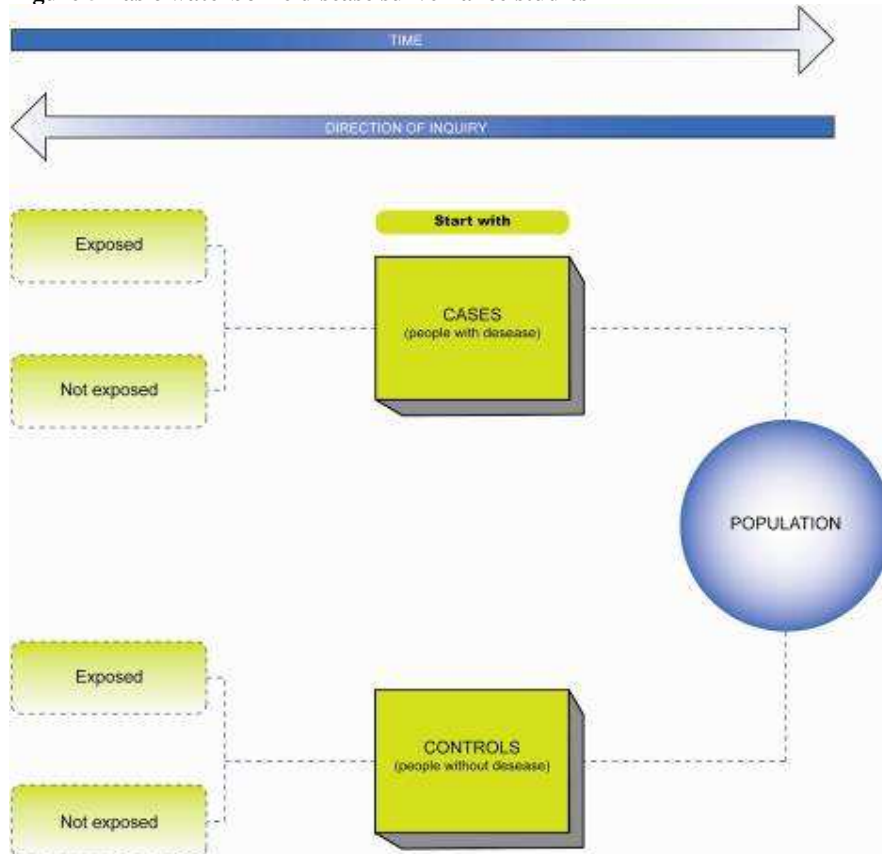 TIME
DIRECTION OF INQUIRY
Exposed
Start with
CASES
(people with desease)
Not exposed
POPULATION
Exposed
CONTROLS
(people without desease)
Not exposed